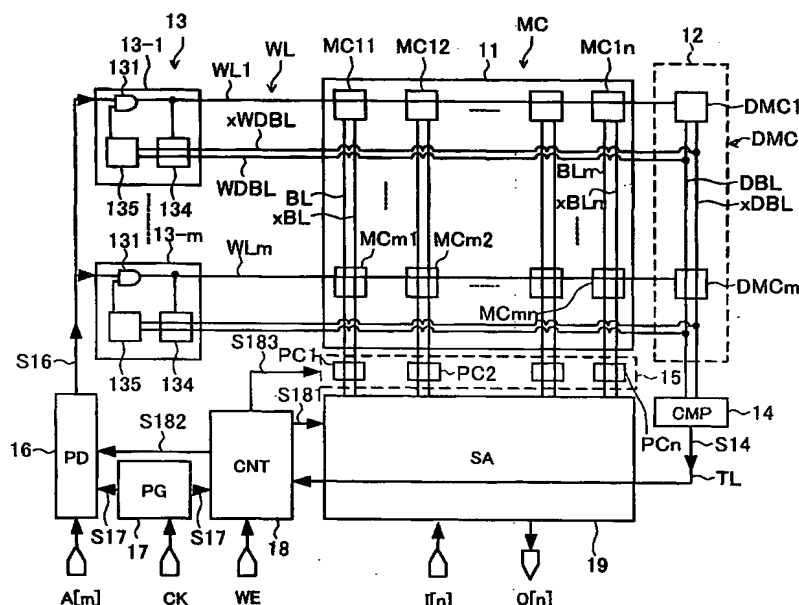 13
13-1
131
WL
WL1
xWDBL
WDBL
135
134
MC11
MC12
11
MC
MC1n
12
DMC1
DMC
BL
xBL
BLm
xBLn
DBL
xDBL
13-m
131
WLm
MCm1
MCm2
MCmn
DMCm
135
134
S16
S183
PC1
PC2
15
S181
PCn
CMP
14
S14
TL
16
PD
S182
CNT
SA
PG
S17
17
S17
18
19
A[m]
CK
WE
I[n]
O[n]